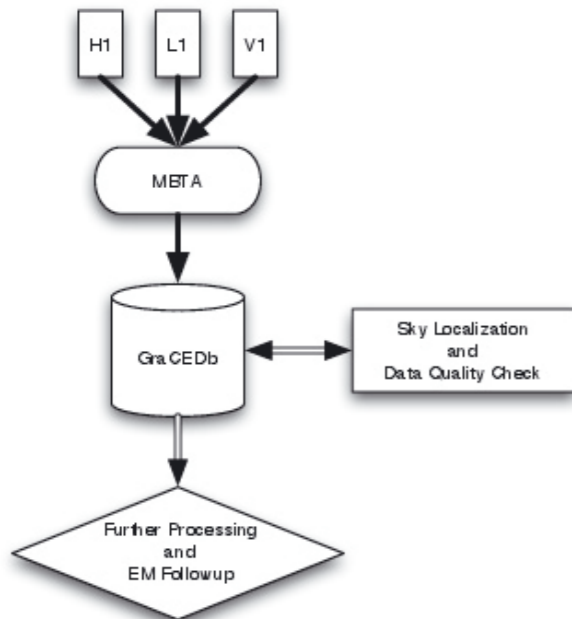 H1 L1 V1
MBTA
GraCEDb
Sky Localization
and
Data Quality Check
Further Processing
and
EM Followup